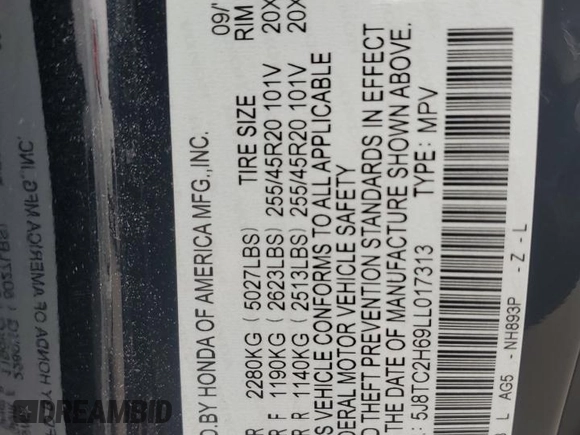 D.BY HONDA OF AMERICA MFG.,INC. 09/
R 2280KG ( 5027LBS) TIRE SIZE RIM
R F 1190KG ( 2623LBS) 255/45R20 101V 20X
R R 1140KG ( 2513LBS) 255/45R20 101V 20X
S VEHICLE CONFORMS TO ALL APPLICABLE
DERAL MOTOR VEHICLE SAFETY
D THEFT PREVENTION STANDARDS IN EFFECT
THE DATE OF MANUFACTURE SHOWN ABOVE.
: 5J8TC2H69LL017313 TYPE: MPV
L AG5 -NH893P -Z-L
DREAMBID